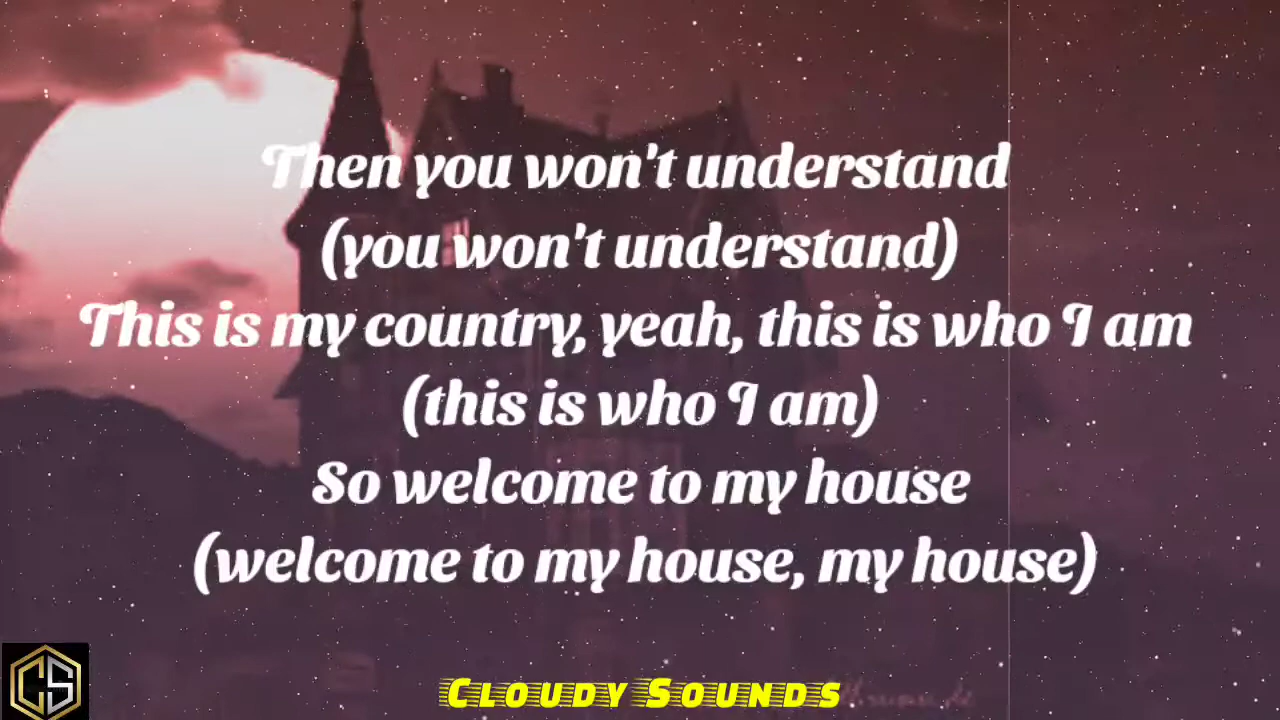 Then you won't understand
(you won't understand)
This is my country, yeah, this is who I am
(this is who I am)
So welcome to my house
(welcome to my house, my house)
CS
CLOUDY SOUNDS